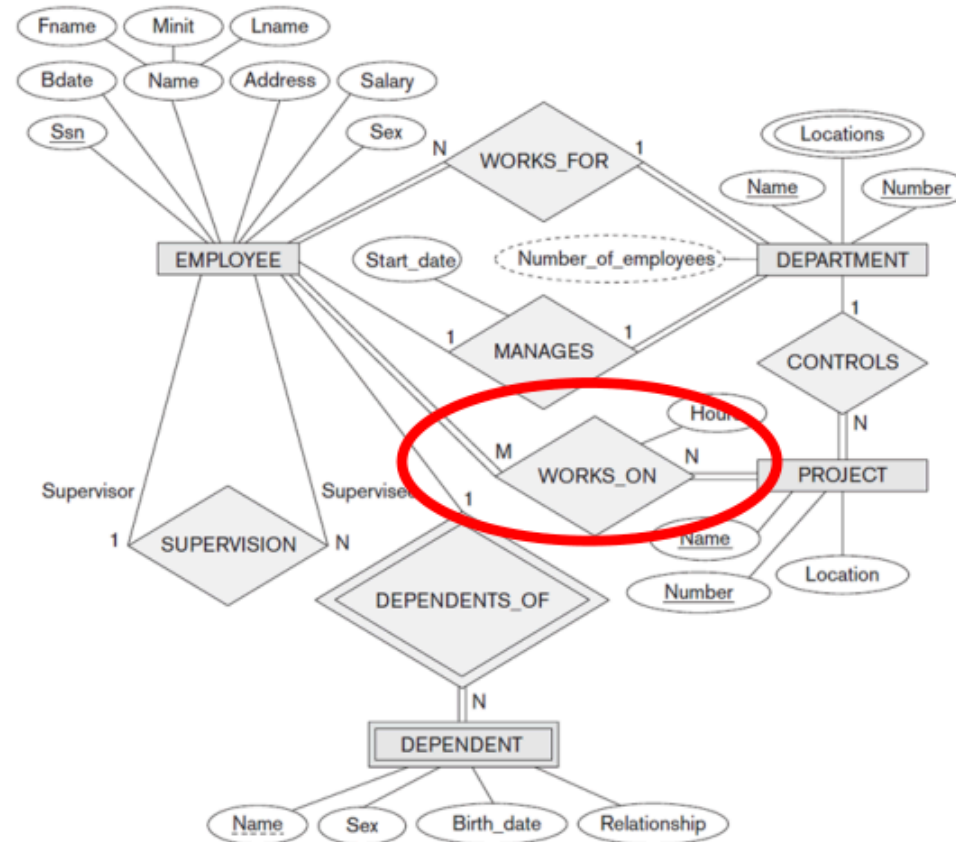 Fname Minit Lname
Bdate Name Address Salary
Ssn Sex
N WORKS_FOR 1
Locations
Name Number
EMPLOYEE Start_date Number_of_employees DEPARTMENT
1 MANAGES 1
1
CONTROLS
N
Hours
M WORKS_ON N PROJECT
Supervisor Supervisee 1
1 SUPERVISION N
Name
Number Location
DEPENDENTS_OF
N
DEPENDENT
Name Sex Birth_date Relationship